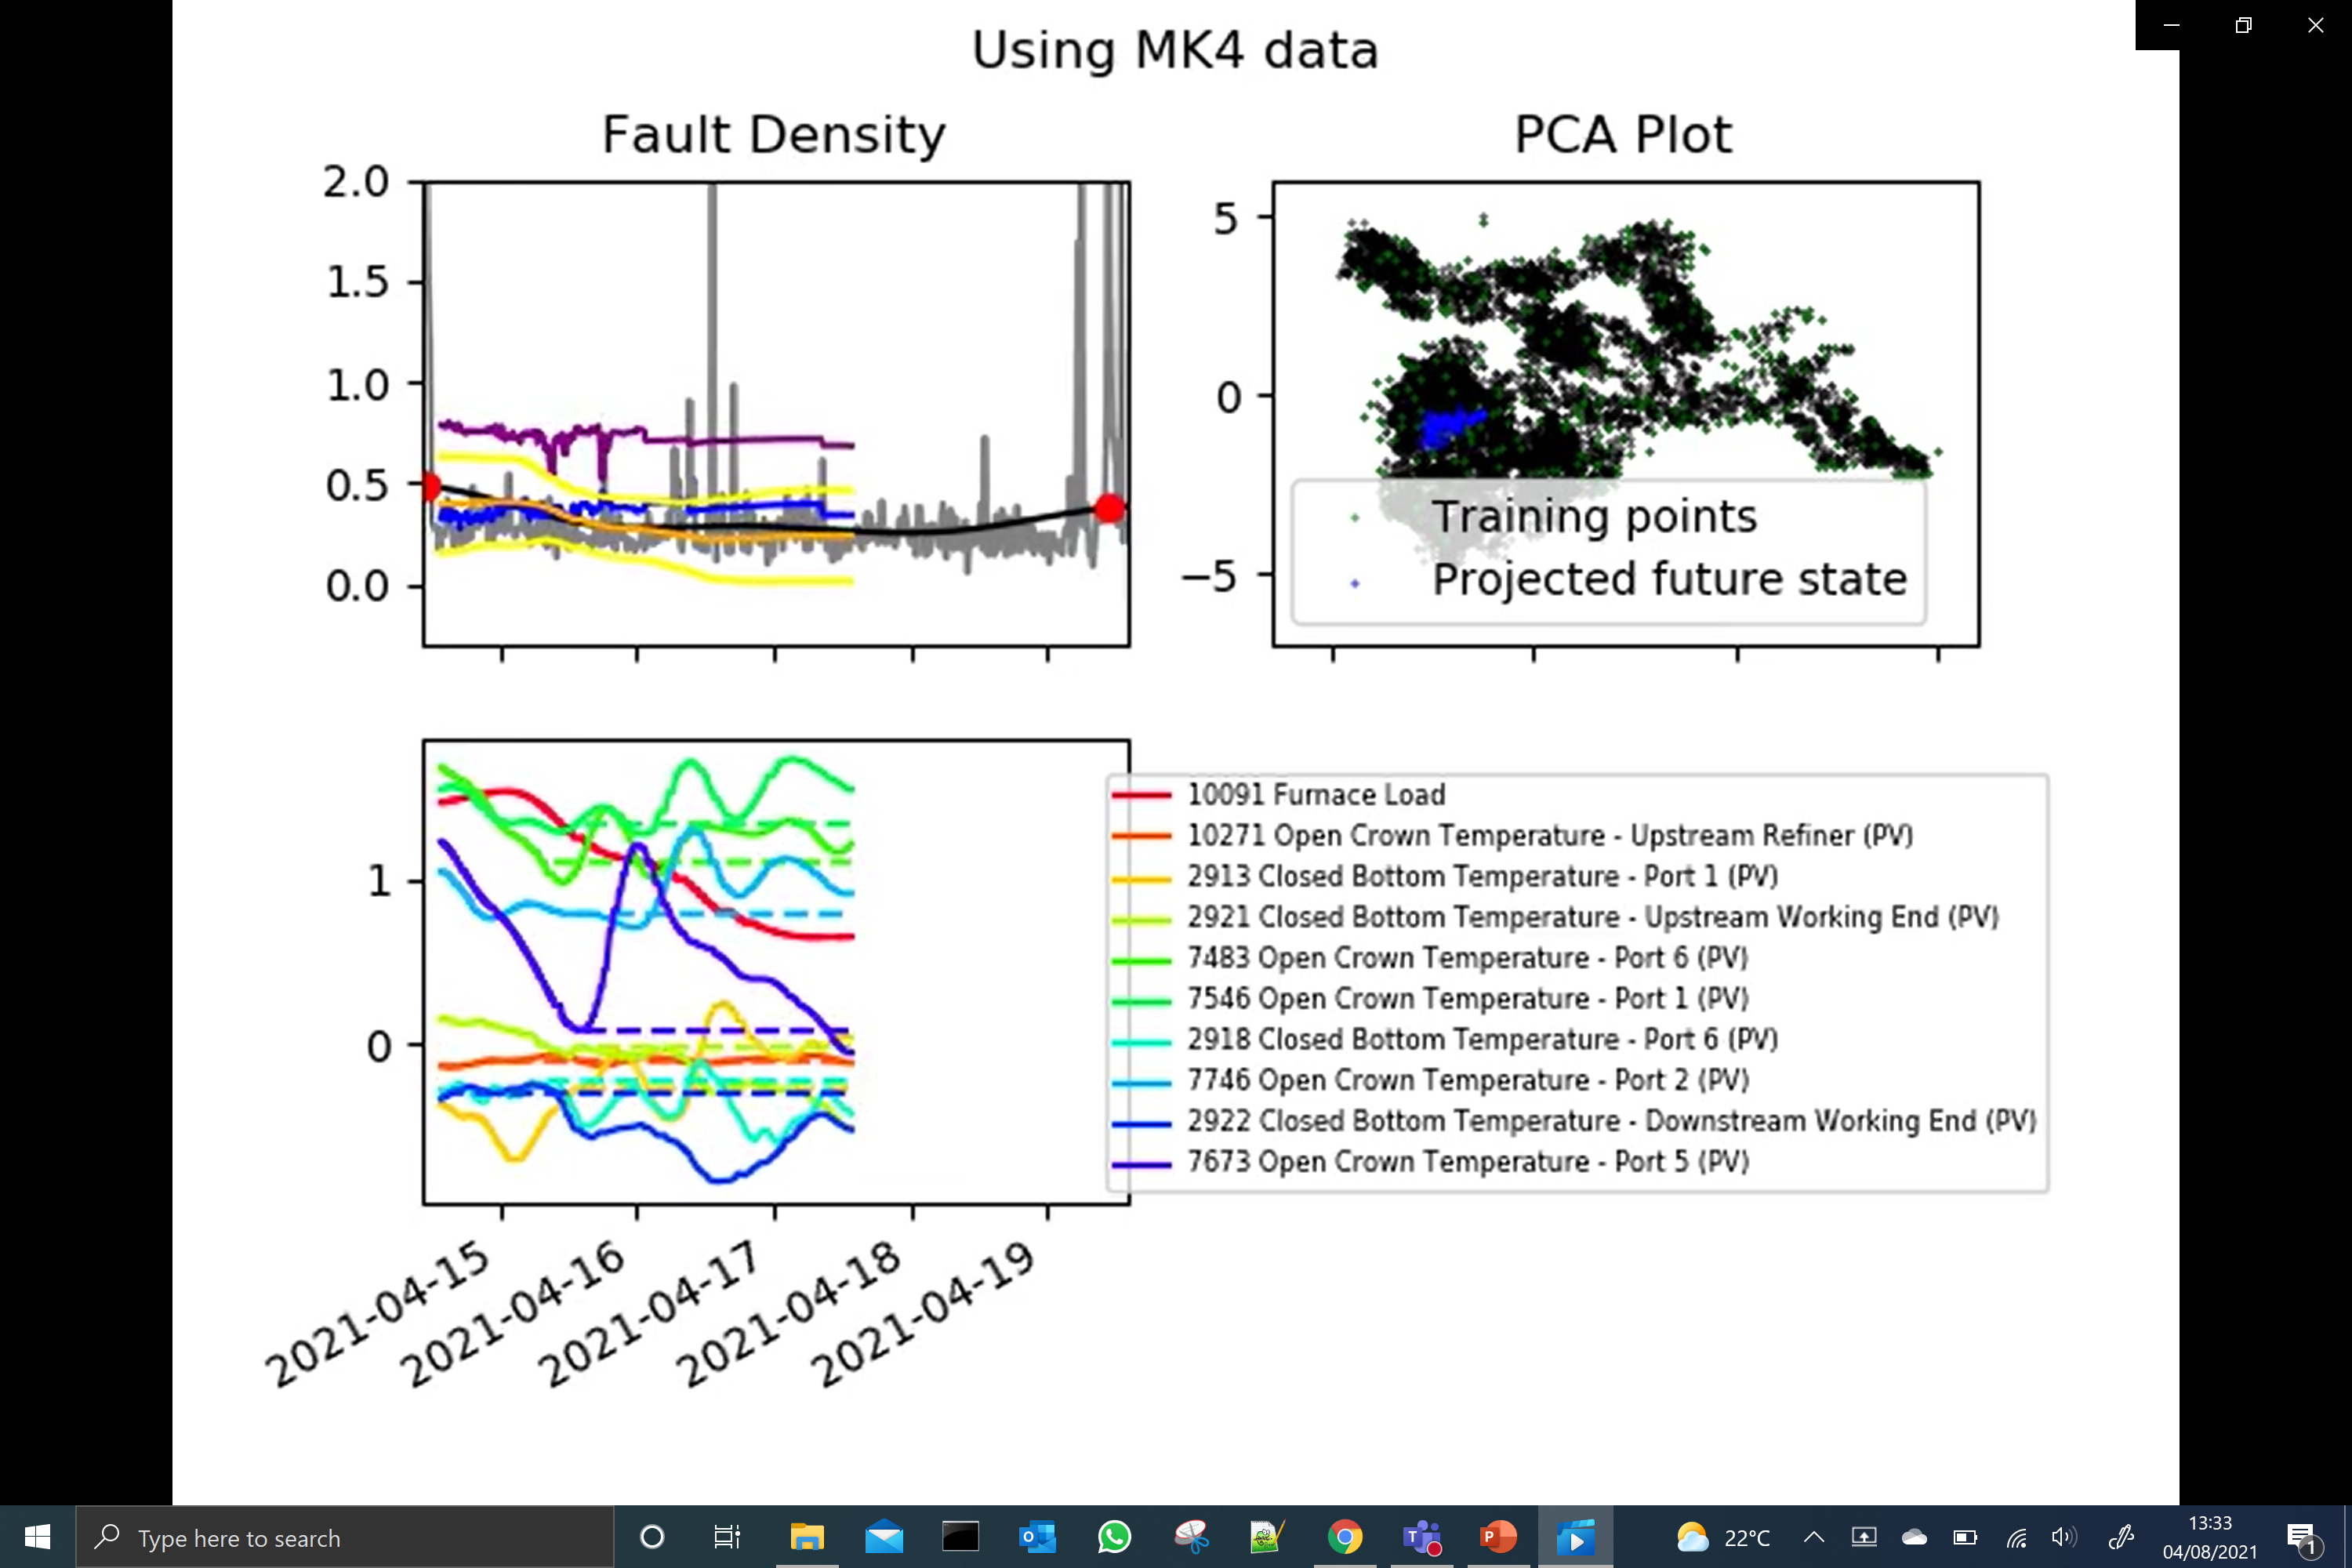 Using MK4 data
Fault Density
2.0
1.5
1.0
0.5
0.0
PCA Plot
5
0
−5
Training points
Projected future state
1
0
2021-04-15
2021-04-16
2021-04-17
2021-04-18
2021-04-19
10091 Furnace Load
10271 Open Crown Temperature - Upstream Refiner (PV)
2913 Closed Bottom Temperature - Port 1 (PV)
2921 Closed Bottom Temperature - Upstream Working End (PV)
7483 Open Crown Temperature - Port 6 (PV)
7546 Open Crown Temperature - Port 1 (PV)
2918 Closed Bottom Temperature - Port 6 (PV)
7746 Open Crown Temperature - Port 2 (PV)
2922 Closed Bottom Temperature - Downstream Working End (PV)
7673 Open Crown Temperature - Port 5 (PV)
Type here to search
22°C
13:33
04/08/2021
1